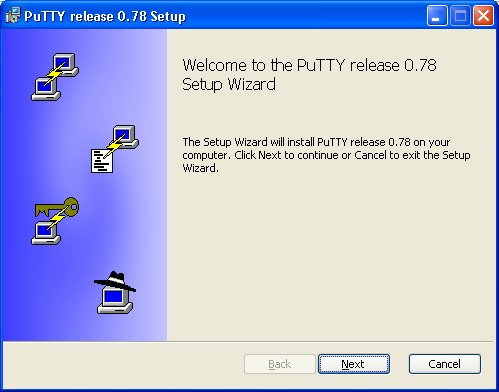 PuTTY release 0.78 Setup
Welcome to the PuTTY release 0.78
Setup Wizard
The Setup Wizard will install PuTTY release 0.78 on your
computer. Click Next to continue or Cancel to exit the Setup
Wizard.
Back
Next
Cancel